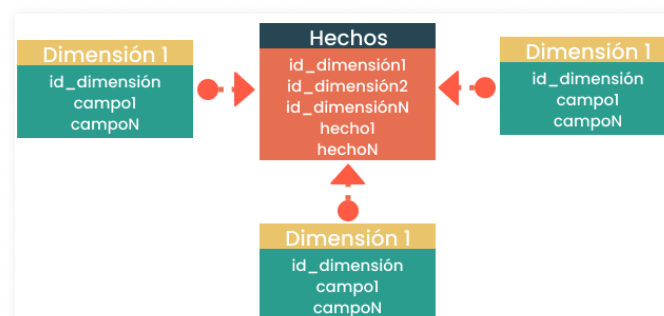 Dimensión 1
id_dimensión
campo1
campoN
Hechos
id_dimensión1
id_dimensión2
id_dimensiónN
hecho1
hechoN
Dimensión 1
id_dimensión
campo1
campoN
Dimensión 1
id_dimensión
campo1
campoN